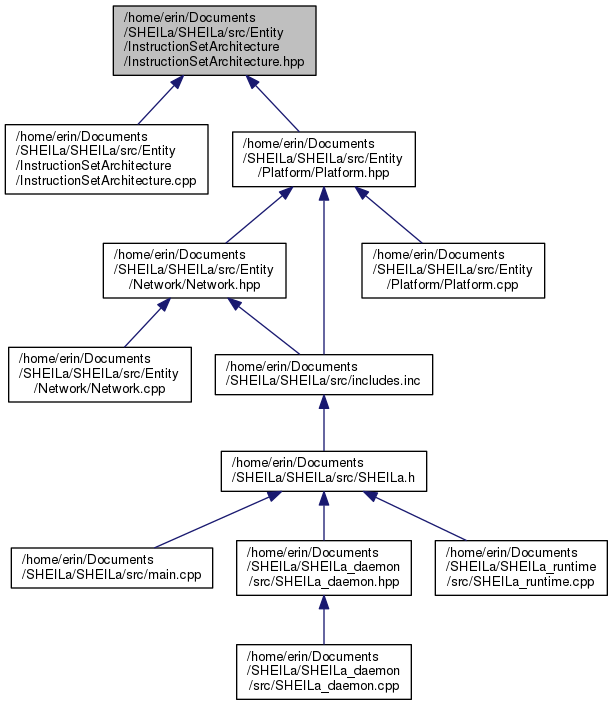 /home/erin/Documents
/SHEILa/SHEILa/src/Entity
/InstructionSetArchitecture
/InstructionSetArchitecture.hpp
/home/erin/Documents
/SHEILa/SHEILa/src/Entity
/InstructionSetArchitecture
/InstructionSetArchitecture.cpp
/home/erin/Documents
/SHEILa/SHEILa/src/Entity
/Platform/Platform.hpp
/home/erin/Documents
/SHEILa/SHEILa/src/Entity
/Network/Network.hpp
/home/erin/Documents
/SHEILa/SHEILa/src/Entity
/Platform/Platform.cpp
/home/erin/Documents
/SHEILa/SHEILa/src/Entity
/Network/Network.cpp
/home/erin/Documents
/SHEILa/SHEILa/src/includes.inc
/home/erin/Documents
/SHEILa/SHEILa/src/SHEILa.h
/home/erin/Documents
/SHEILa/SHEILa/src/main.cpp
/home/erin/Documents
/SHEILa/SHEILa_daemon
/src/SHEILa_daemon.hpp
/home/erin/Documents
/SHEILa/SHEILa_runtime
/src/SHEILa_runtime.cpp
/home/erin/Documents
/SHEILa/SHEILa_daemon
/src/SHEILa_daemon.cpp